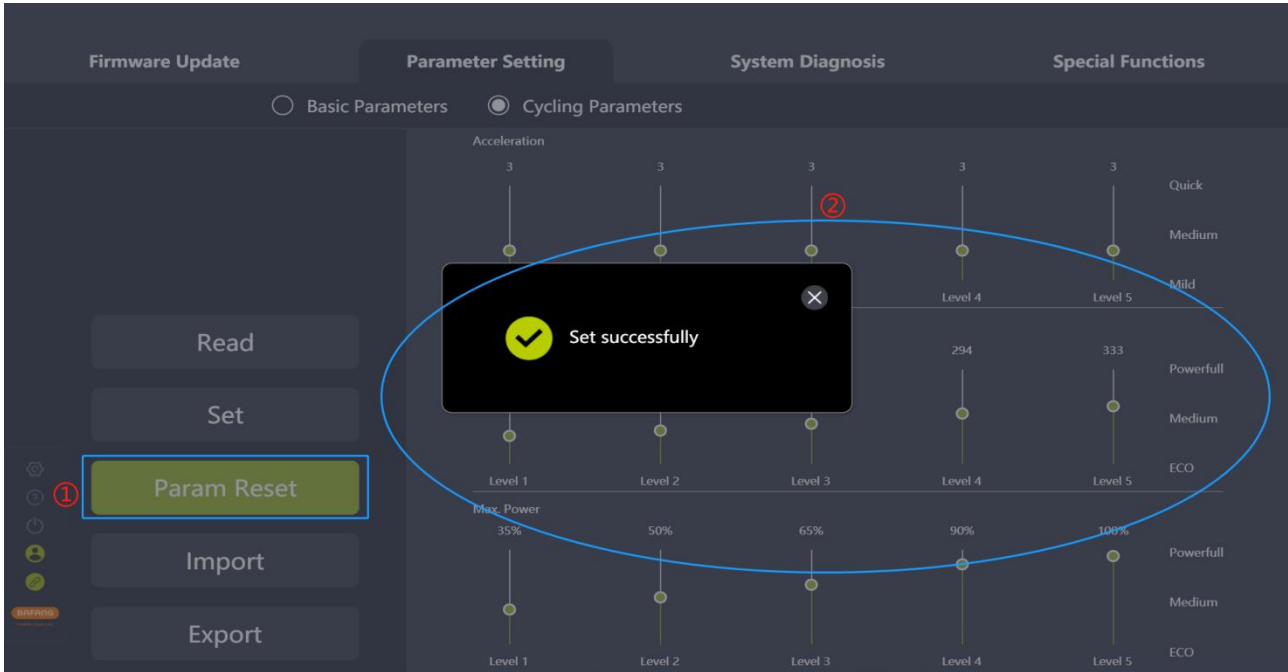 Firmware Update Parameter Setting System Diagnosis Special Functions
Basic Parameters Cycling Parameters
Acceleration
3 3 3 3 3
Quick
②
Medium
Mild
Level 4 Level 5
Set successfully
Read
294 333
Powerfull
Set
Medium
ECO
① Param Reset
Level 1 Level 2 Level 3 Level 4 Level 5
Max. Power
35% 50% 65% 90% 100%
Powerfull
Import
Medium
BAFANG
Export
ECO
Level 1 Level 2 Level 3 Level 4 Level 5